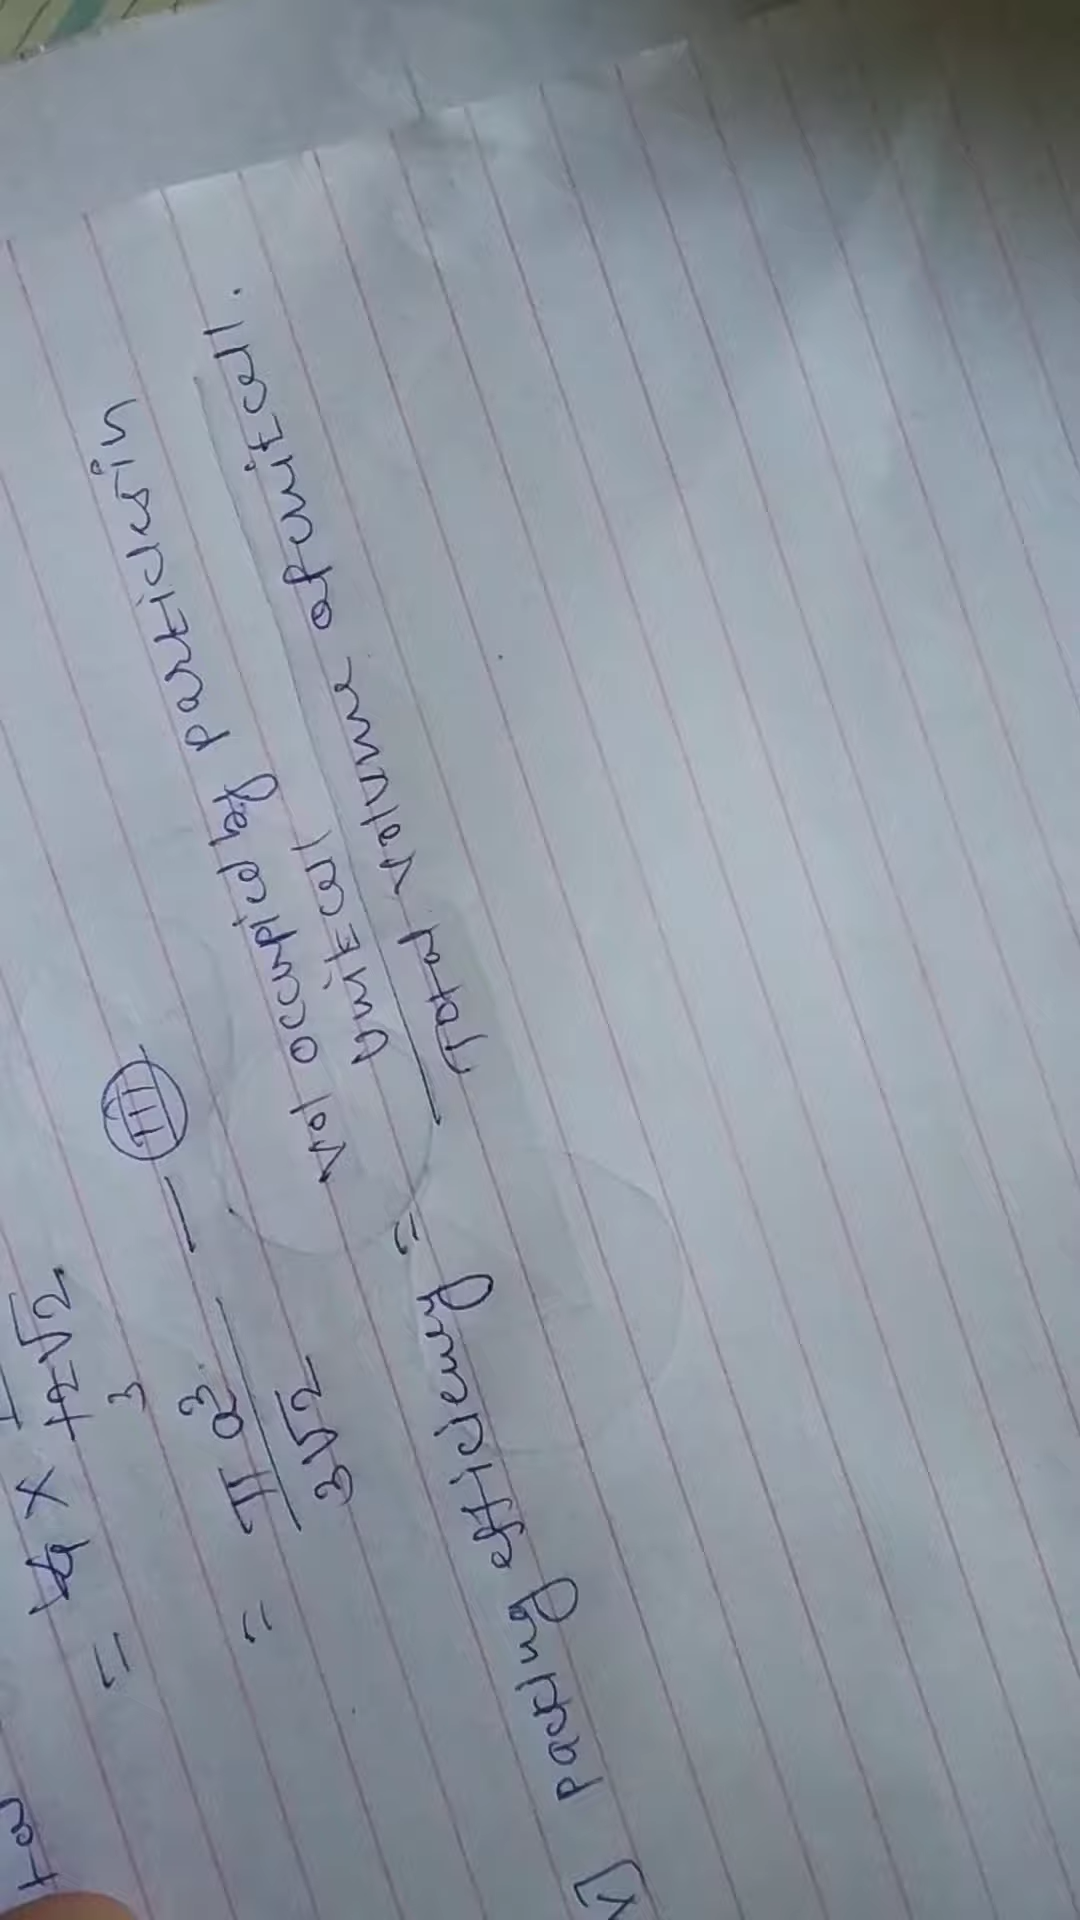 = 4 × 12√2
3
= π a³ — III
3√2
vol occupied by particles in
unit cell
v] packing efficiency =
Total volume of unit cell.